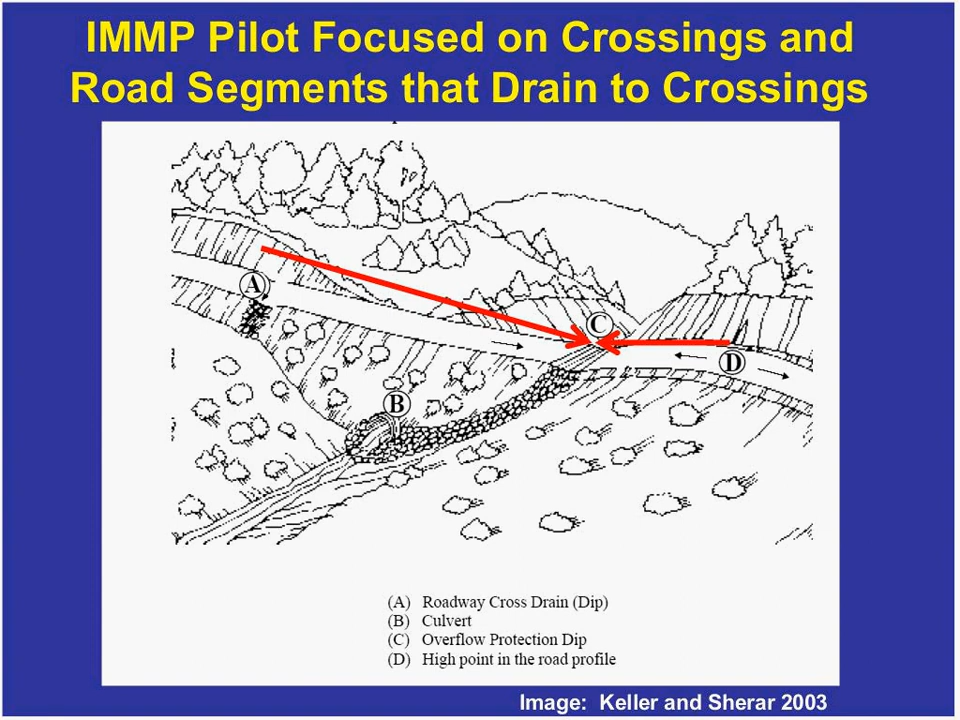 IMMP Pilot Focused on Crossings and
Road Segments that Drain to Crossings
A
C
D
B
(A) Roadway Cross Drain (Dip)
(B) Culvert
(C) Overflow Protection Dip
(D) High point in the road profile
Image: Keller and Sherar 2003